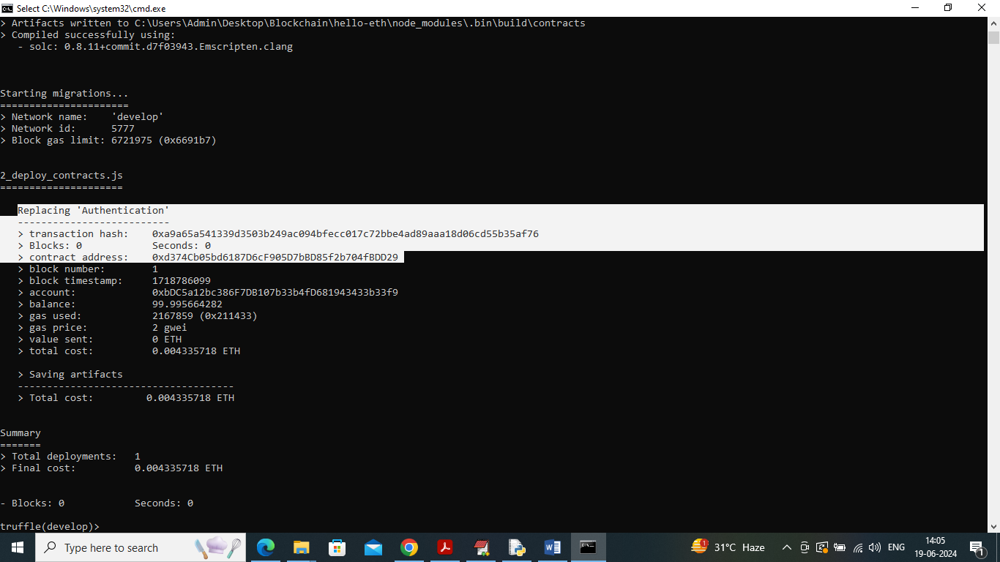 Select C:\Windows\system32\cmd.exe
> Artifacts written to C:\Users\Admin\Desktop\Blockchain\hello-eth\node_modules\.bin\build\contracts
> Compiled successfully using:
- solc: 0.8.11+commit.d7f03943.Emscripten.clang
Starting migrations...
======================
> Network name: 'develop'
> Network id: 5777
> Block gas limit: 6721975 (0x6691b7)
2_deploy_contracts.js
=====================
Replacing 'Authentication'
--------------------------
> transaction hash: 0xa9a65a541339d3503b249ac094bfecc017c72bbe4ad89aaa18d06cd55b35af76
> Blocks: 0 Seconds: 0
> contract address: 0xd374Cb05bd6187D6cF905D7bBD85f2b704fBDD29
> block number: 1
> block timestamp: 1718786099
> account: 0xbDC5a12bc386F7DB107b33b4fD681943433b33f9
> balance: 99.995664282
> gas used: 2167859 (0x211433)
> gas price: 2 gwei
> value sent: 0 ETH
> total cost: 0.004335718 ETH
> Saving artifacts
-------------------------------------
> Total cost: 0.004335718 ETH
Summary
=======
> Total deployments: 1
> Final cost: 0.004335718 ETH
- Blocks: 0 Seconds: 0
truffle(develop)>
Type here to search
31°C Haze
ENG
14:05
19-06-2024